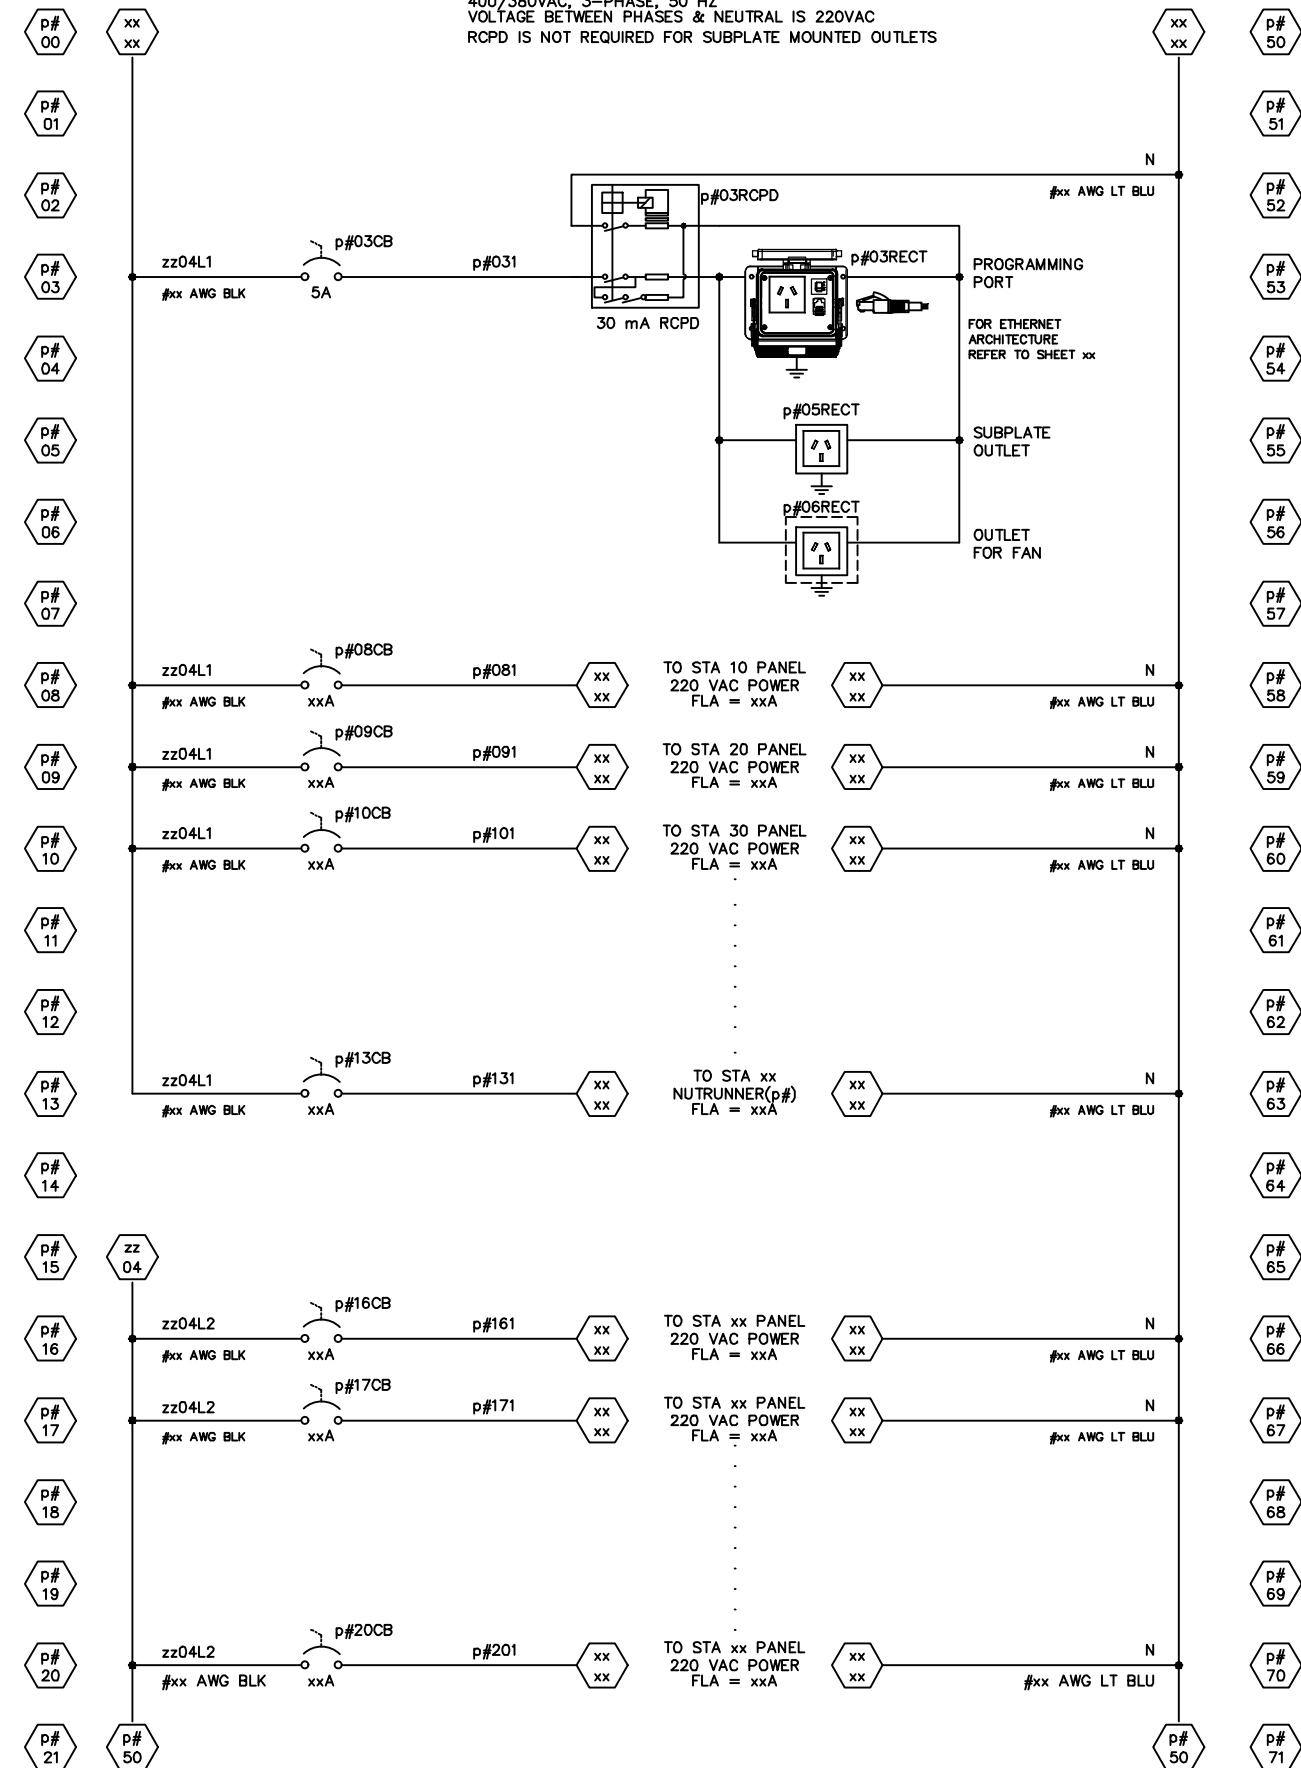 400/380VAC, 3-PHASE, 50 HZ
VOLTAGE BETWEEN PHASES & NEUTRAL IS 220VAC
RCPD IS NOT REQUIRED FOR SUBPLATE MOUNTED OUTLETS
p#
00
xx
xx
xx
xx
p#
50
p#
01
p#
51
N
#xx AWG LT BLU
p#
02
p#03RCPD
p#
52
p#
03
zz04L1
#xx AWG BLK
p#03CB
5A
p#031
30 mA RCPD
p#03RECT
PROGRAMMING
PORT
p#
53
FOR ETHERNET
ARCHITECTURE
REFER TO SHEET xx
p#
04
p#
54
p#
05
p#05RECT
SUBPLATE
OUTLET
p#
55
p#
06
p#06RECT
OUTLET
FOR FAN
p#
56
p#
07
p#
57
p#
08
zz04L1
#xx AWG BLK
p#08CB
xxA
p#081
xx
xx
TO STA 10 PANEL
220 VAC POWER
FLA = xxA
xx
xx
N
#xx AWG LT BLU
p#
58
p#
09
zz04L1
#xx AWG BLK
p#09CB
xxA
p#091
xx
xx
TO STA 20 PANEL
220 VAC POWER
FLA = xxA
xx
xx
N
#xx AWG LT BLU
p#
59
p#
10
zz04L1
#xx AWG BLK
p#10CB
xxA
p#101
xx
xx
TO STA 30 PANEL
220 VAC POWER
FLA = xxA
xx
xx
N
#xx AWG LT BLU
p#
60
p#
11
p#
61
p#
12
p#
62
p#
13
zz04L1
#xx AWG BLK
p#13CB
xxA
p#131
xx
xx
TO STA xx
NUTRUNNER(p#)
FLA = xxA
xx
xx
N
#xx AWG LT BLU
p#
63
p#
14
p#
64
p#
15
zz
04
p#
65
p#
16
zz04L2
#xx AWG BLK
p#16CB
xxA
p#161
xx
xx
TO STA xx PANEL
220 VAC POWER
FLA = xxA
xx
xx
N
#xx AWG LT BLU
p#
66
p#
17
zz04L2
#xx AWG BLK
p#17CB
xxA
p#171
xx
xx
TO STA xx PANEL
220 VAC POWER
FLA = xxA
xx
xx
N
#xx AWG LT BLU
p#
67
p#
18
p#
68
p#
19
p#
69
p#
20
zz04L2
#xx AWG BLK
p#20CB
xxA
p#201
xx
xx
TO STA xx PANEL
220 VAC POWER
FLA = xxA
xx
xx
N
#xx AWG LT BLU
p#
70
p#
21
p#
50
p#
50
p#
71